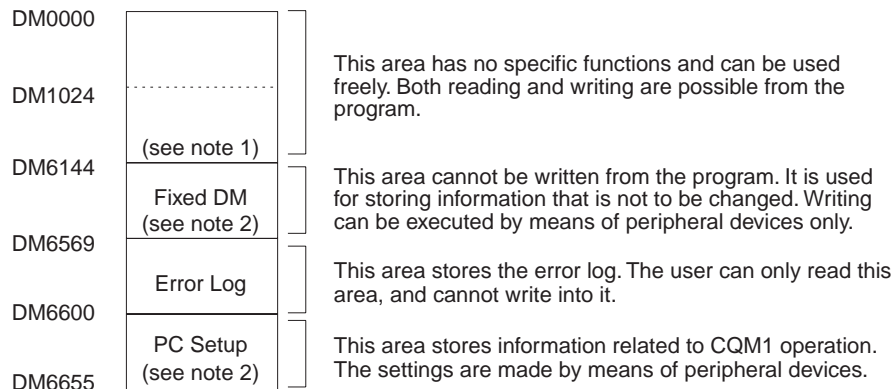 DM0000
This area has no specific functions and can be used
freely. Both reading and writing are possible from the
program.
DM1024
(see note 1)
DM6144
Fixed DM
(see note 2)
This area cannot be written from the program. It is used
for storing information that is not to be changed. Writing
can be executed by means of peripheral devices only.
DM6569
Error Log
This area stores the error log. The user can only read this
area, and cannot write into it.
DM6600
PC Setup
(see note 2)
This area stores information related to CQM1 operation.
The settings are made by means of peripheral devices.
DM6655